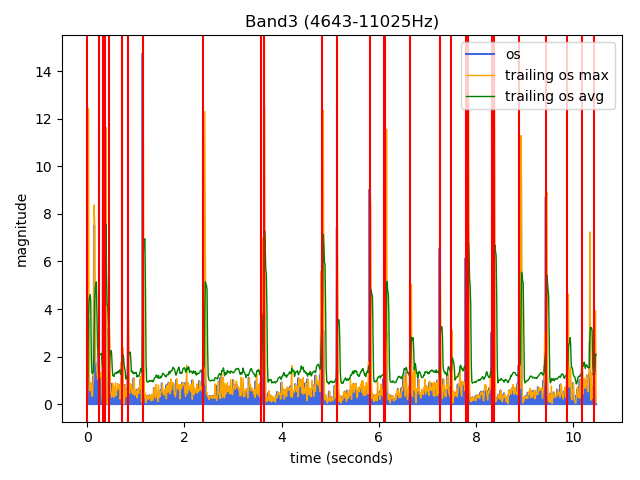 Band3 (4643-11025Hz)
os
trailing os max
trailing os avg
magnitude
14
12
10
8
6
4
2
0
0 2 4 6 8 10
time (seconds)